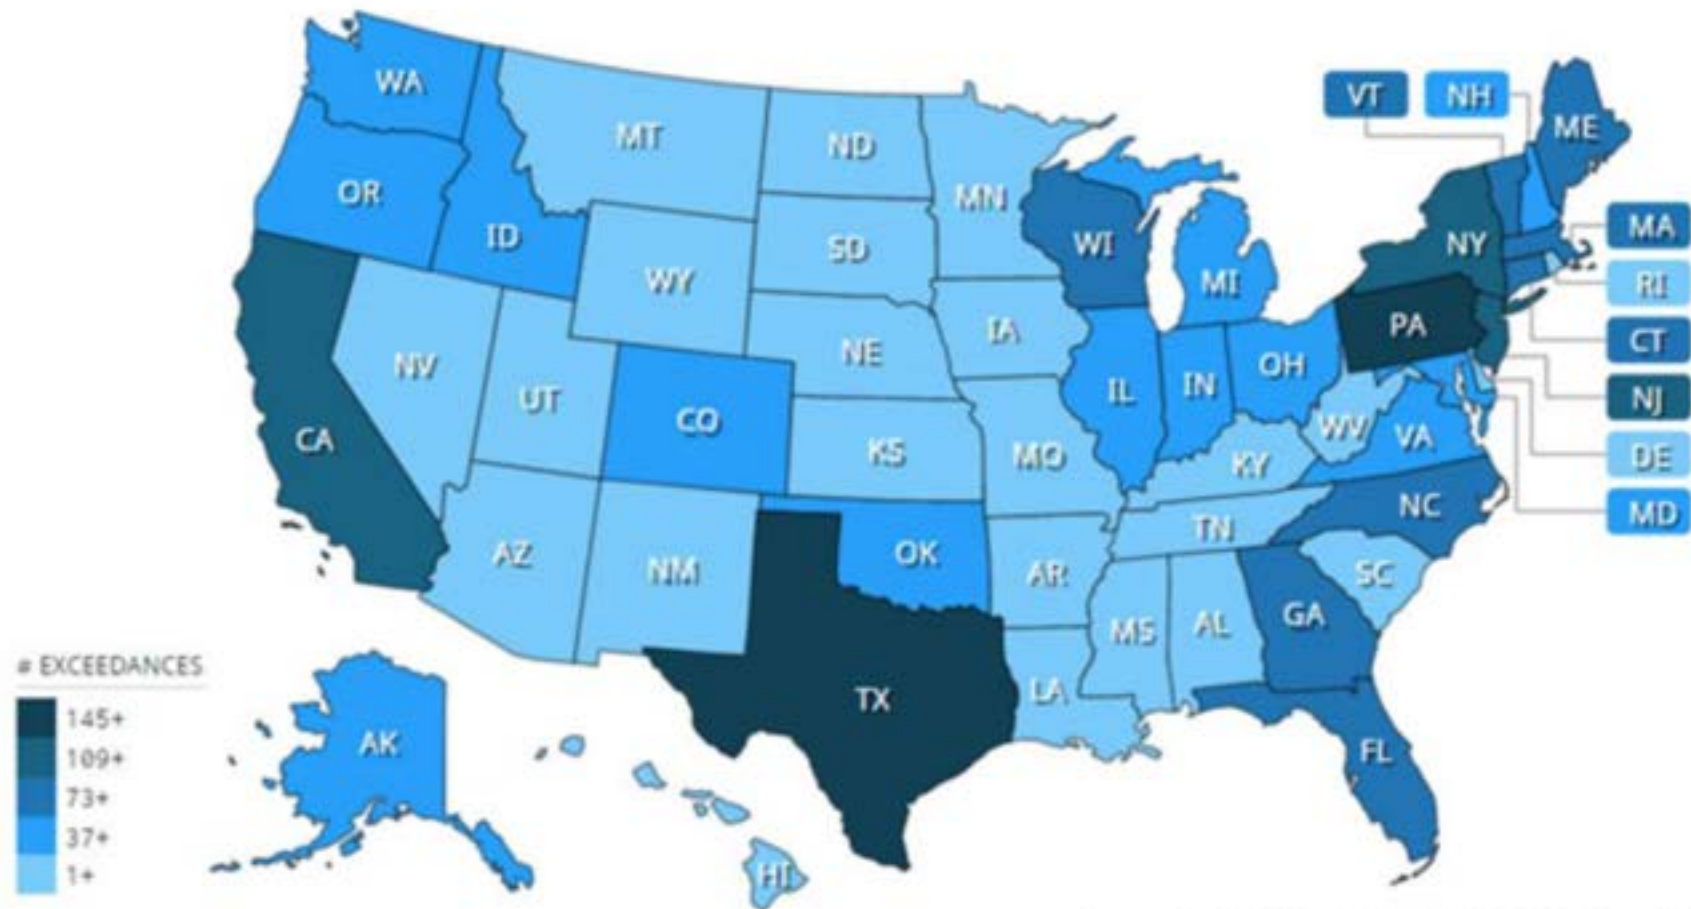 WA
MT
ND
VT
NH
ME
OR
ID
MN
WI
NY
MA
SD
WY
MI
RI
IA
PA
CT
NV
NE
OH
NJ
UT
CO
IL
IN
WV
VA
DE
CA
KS
MO
KY
NC
MD
AZ
NM
OK
AR
TN
SC
MS
AL
GA
# EXCEEDANCES
TX
LA
145+
109+
73+
37+
1+
AK
FL
HI